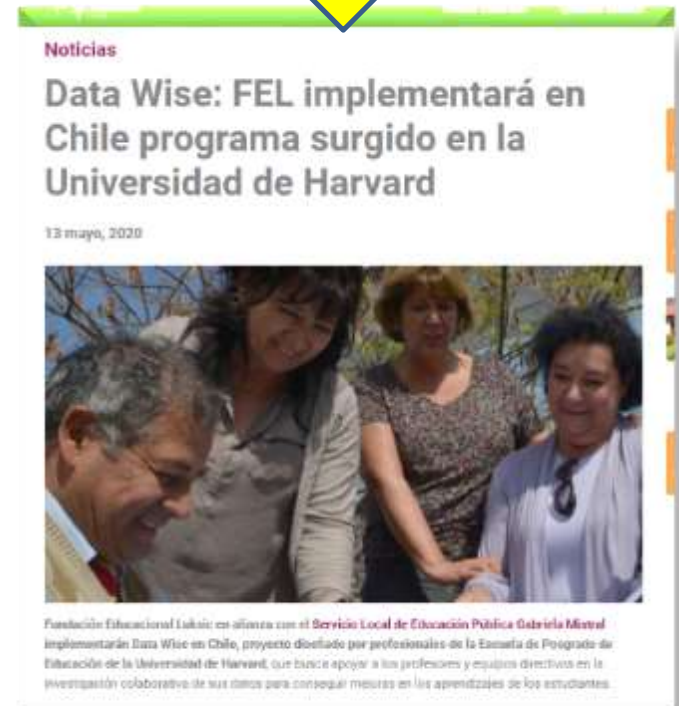 Noticias
Data Wise: FEL implementará en
Chile programa surgido en la
Universidad de Harvard
13 mayo, 2020
Fundación Educacional Luksic en alianza con el Servicio Local de Educación Pública Gabriela Mistral
implementarán Data Wise en Chile, proyecto diseñado por profesionales de la Escuela de Posgrado de
Educación de la Universidad de Harvard, que busca apoyar a los profesores y equipos directivos en la
investigación colaborativa de sus datos para conseguir mejoras en los aprendizajes de los estudiantes.